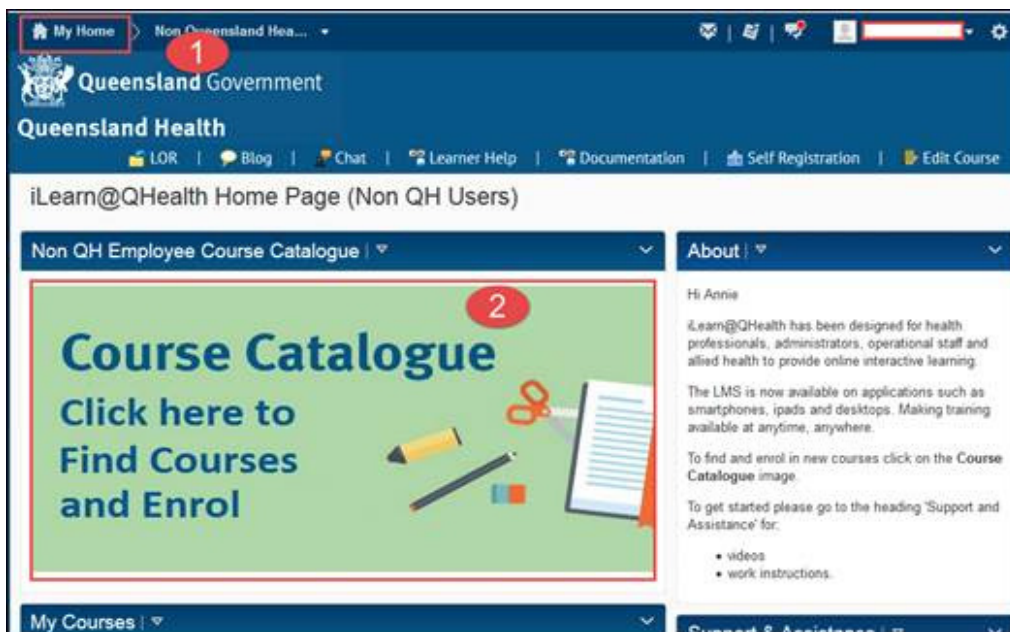 My Home
Non Queensland Hea...
1
Queensland Government
Queensland Health
LOR | Blog | Chat | Learner Help | Documentation | Self Registration | Edit Course
iLearn@QHealth Home Page (Non QH Users)
Non QH Employee Course Catalogue
2
Course Catalogue
Click here to
Find Courses
and Enrol
About
Hi Annie
iLearn@QHealth has been designed for health
professionals, administrators, operational staff and
allied health to provide online interactive learning.
The LMS is now available on applications such as
smartphones, ipads and desktops. Making training
available at anytime, anywhere.
To find and enrol in new courses click on the Course
Catalogue image.
To get started please go to the heading 'Support and
Assistance' for:
• videos
• work instructions.
My Courses
Support & Assistance